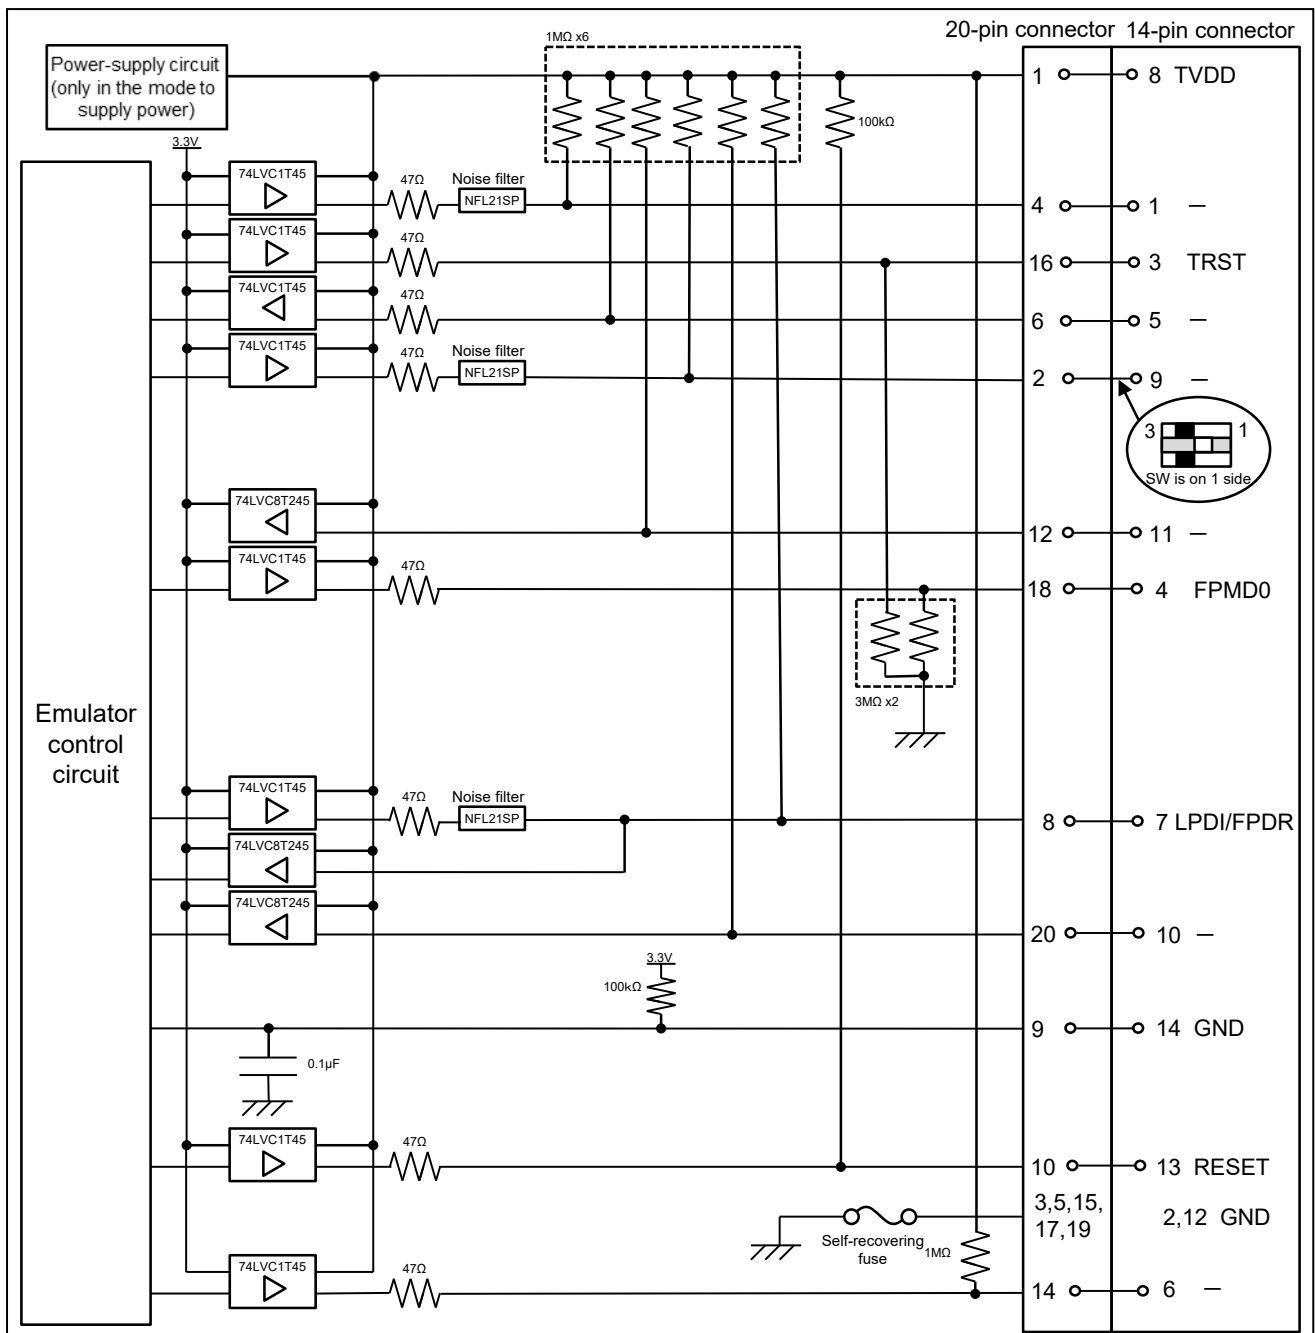 20-pin connector 14-pin connector
1MΩ x6
Power-supply circuit
(only in the mode to
supply power)
1 8 TVDD
100kΩ
3.3V
74LVC1T45
47Ω
Noise filter
NFL21SP
4 1 —
74LVC1T45
47Ω
16 3 TRST
74LVC1T45
47Ω
6 5 —
74LVC1T45
47Ω
Noise filter
NFL21SP
2 9 —
3 1
SW is on 1 side
74LVC8T245
12 11 —
74LVC1T45
47Ω
18 4 FPMD0
3MΩ x2
Emulator
control
circuit
74LVC1T45
47Ω
Noise filter
NFL21SP
8 7 LPDI/FPDR
74LVC8T245
74LVC8T245
20 10 —
3.3V
100kΩ
9 14 GND
0.1µF
74LVC1T45
47Ω
10 13 RESET
3,5,15,
17,19
2,12 GND
Self-recovering
fuse
1MΩ
74LVC1T45
47Ω
14 6 —